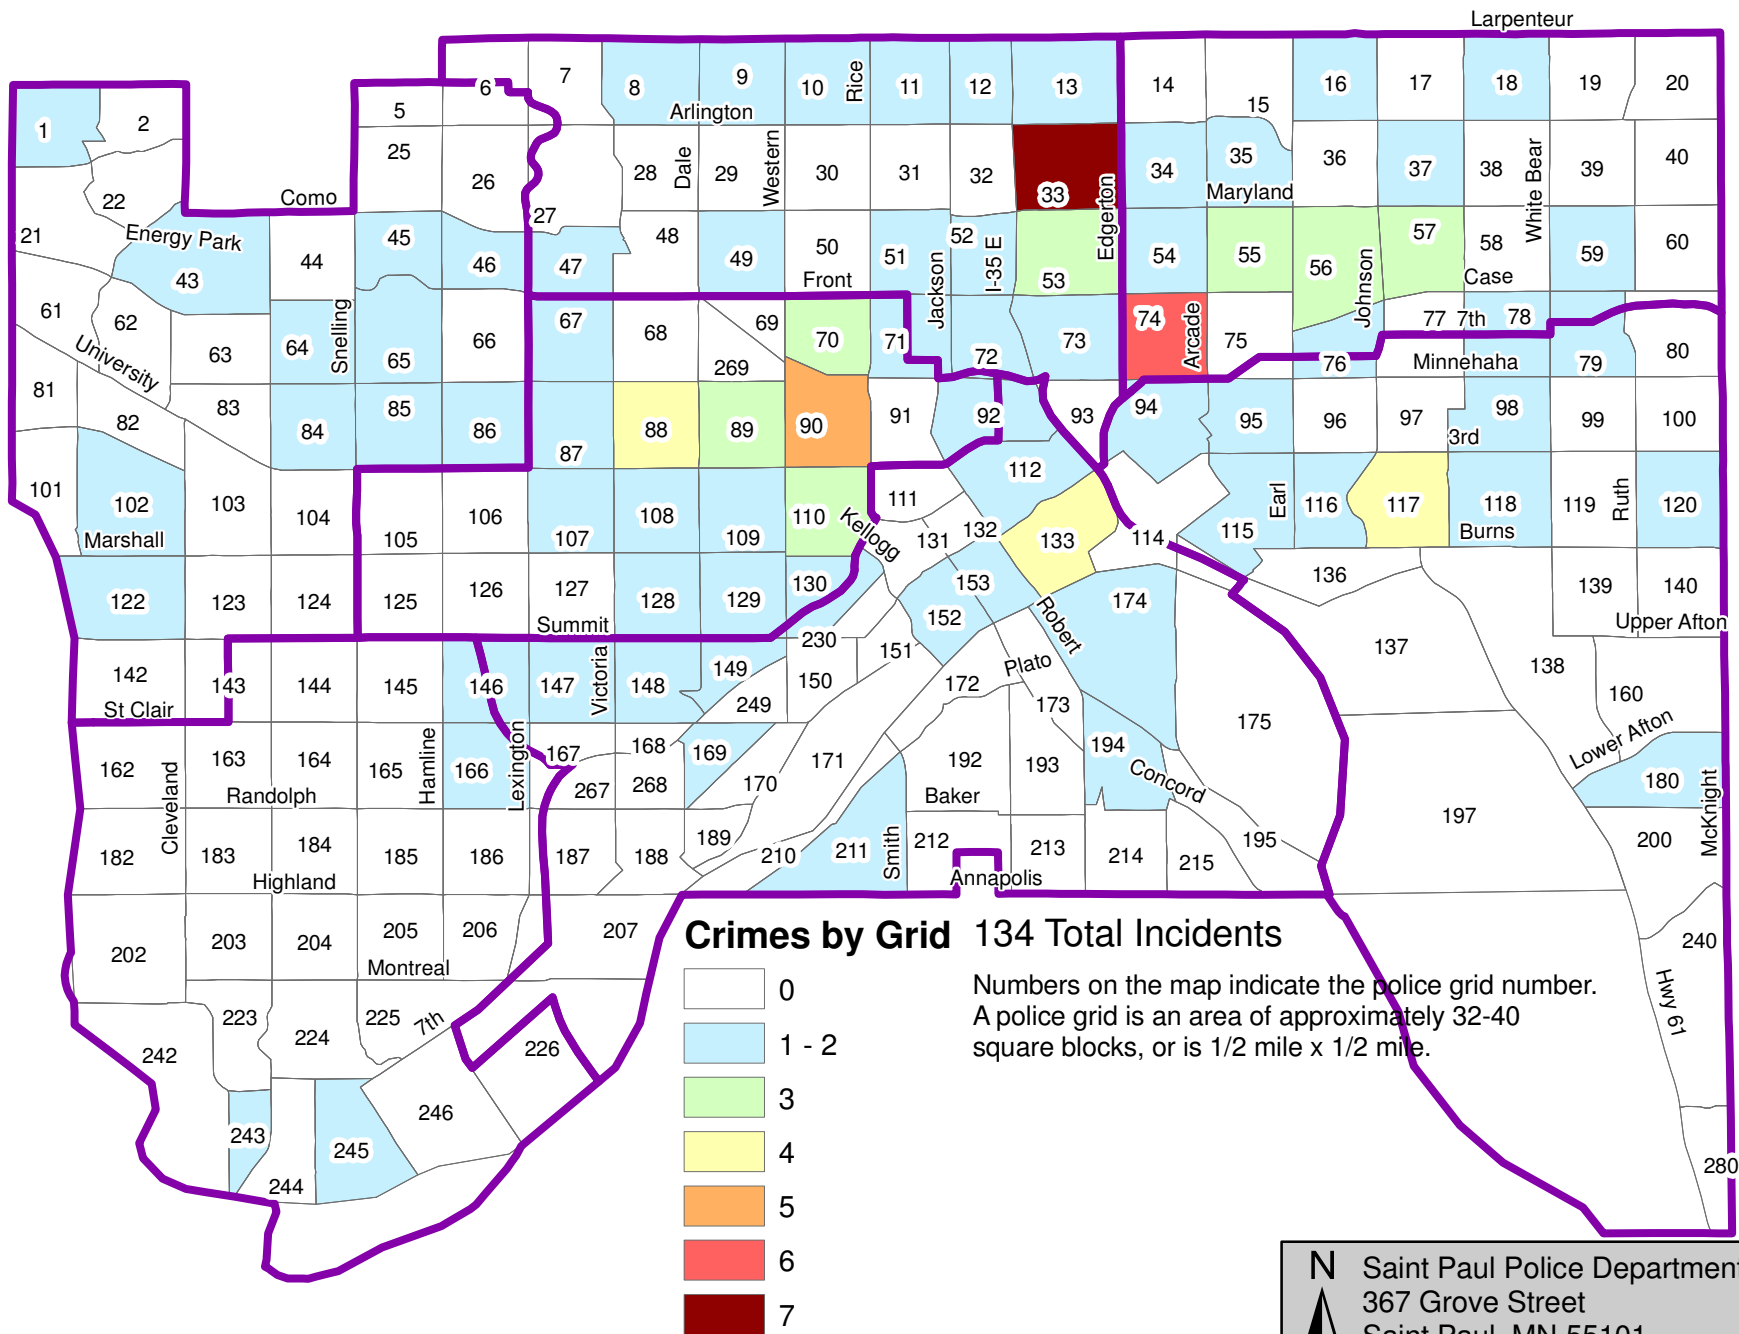 Larpenteur
1 2 5 6 7 8 9 10 Rice 11 12 13 14 15 16 17 18 19 20
Arlington
22 25 26 27 28 Dale 29 Western 30 31 32 33 Edgerton 34 35 36 37 38 White Bear 39 40
Como
Maryland
21 Energy Park 43 44 45 46 47 48 49 50 51 52 I-35 E 53 54 55 56 57 58 59 60
Front
Jackson
Johnson
Case
61 62 63 64 Snelling 65 66 67 68 69 269 70 71 72 73 74 Arcade 75 76 77 7th 78 79 80
University
Minnehaha
81 82 83 84 85 86 87 88 89 90 91 92 93 94 95 96 97 98 99 100
3rd
101 102 103 104 105 106 107 108 109 110 111 112 114 115 Earl 116 117 118 119 Ruth 120
Marshall
Kellogg
131 132 133
Burns
122 123 124 125 126 127 128 129 130 152 153 174 136 139 140
Summit
Robert
Upper Afton
142 143 144 145 146 147 Victoria 148 149 249 230 150 151 172 Plato 173 175 137 138 160
St Clair
Lower Afton
162 Cleveland 163 164 165 Hamline 166 Lexington 167 267 168 268 169 170 171 192 193 194 Concord 180 McKnight
Randolph
Baker
197
182 183 184 185 186 187 188 189 210 211 Smith 212 213 214 215 195 200
Highland
Annapolis
202 203 204 205 206 207 240
Montreal
Hwy 61
242 223 224 225 7th 226
243 244 245 246 280
Crimes by Grid
134 Total Incidents
Numbers on the map indicate the police grid number.
A police grid is an area of approximately 32-40
square blocks, or is 1/2 mile x 1/2 mile.
0
1 - 2
3
4
5
6
7
N
Saint Paul Police Department
367 Grove Street
Saint Paul, MN 55101